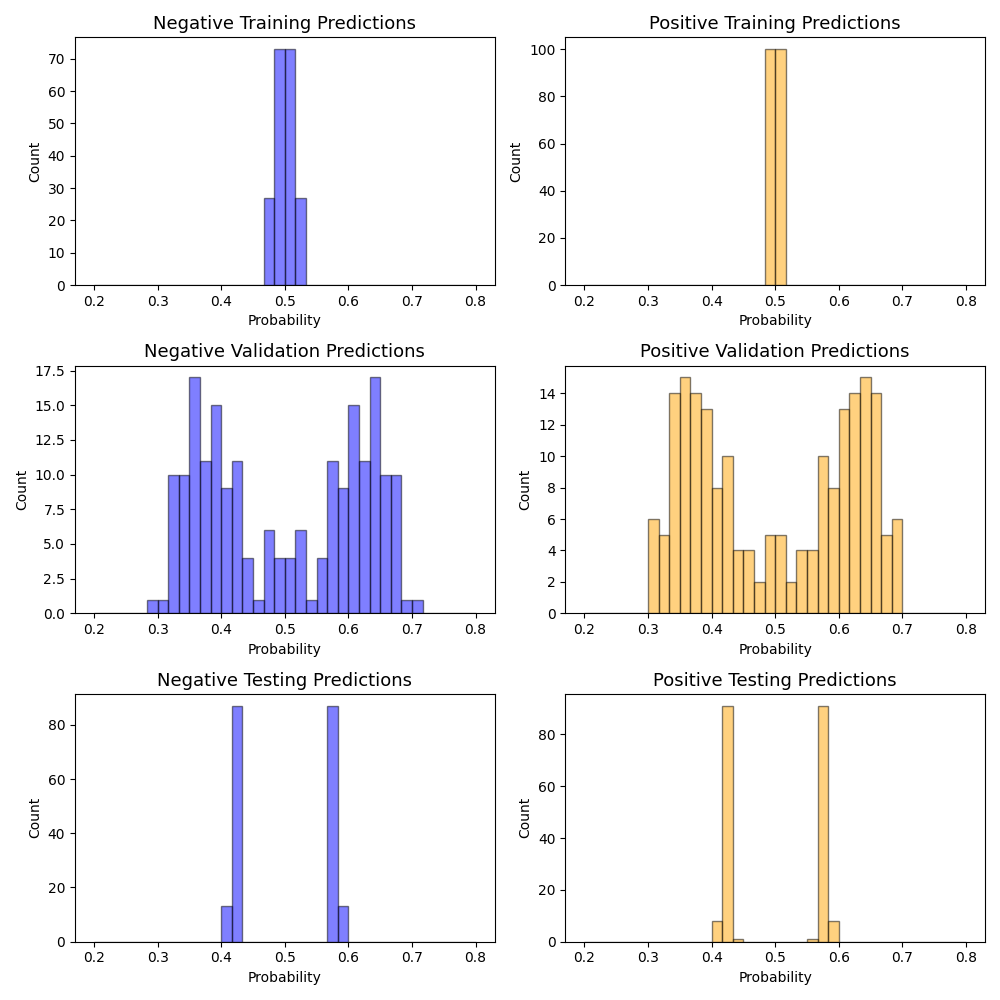 Negative Training Predictions
Count
70
60
50
40
30
20
10
0
0.2 0.3 0.4 0.5 0.6 0.7 0.8
Probability
Positive Training Predictions
Count
100
80
60
40
20
0
0.2 0.3 0.4 0.5 0.6 0.7 0.8
Probability
Negative Validation Predictions
Count
17.5
15.0
12.5
10.0
7.5
5.0
2.5
0.0
0.2 0.3 0.4 0.5 0.6 0.7 0.8
Probability
Positive Validation Predictions
Count
14
12
10
8
6
4
2
0
0.2 0.3 0.4 0.5 0.6 0.7 0.8
Probability
Negative Testing Predictions
Count
80
60
40
20
0
0.2 0.3 0.4 0.5 0.6 0.7 0.8
Probability
Positive Testing Predictions
Count
80
60
40
20
0
0.2 0.3 0.4 0.5 0.6 0.7 0.8
Probability